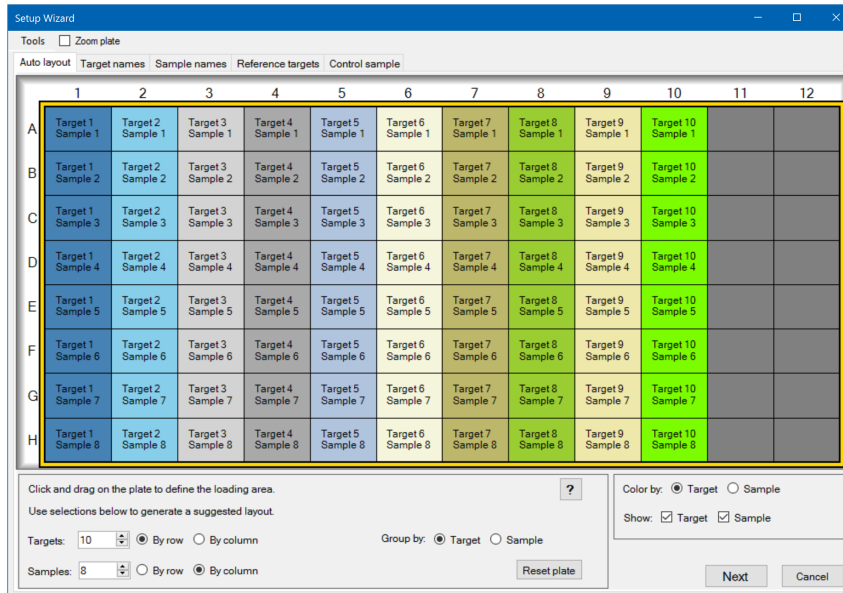 Setup Wizard
Tools Zoom plate
Auto layout Target names Sample names Reference targets Control sample
1 2 3 4 5 6 7 8 9 10 11 12
A
Target 1 Target 2 Target 3 Target 4 Target 5 Target 6 Target 7 Target 8 Target 9 Target 10
Sample 1 Sample 1 Sample 1 Sample 1 Sample 1 Sample 1 Sample 1 Sample 1 Sample 1 Sample 1
B
Target 1 Target 2 Target 3 Target 4 Target 5 Target 6 Target 7 Target 8 Target 9 Target 10
Sample 2 Sample 2 Sample 2 Sample 2 Sample 2 Sample 2 Sample 2 Sample 2 Sample 2 Sample 2
C
Target 1 Target 2 Target 3 Target 4 Target 5 Target 6 Target 7 Target 8 Target 9 Target 10
Sample 3 Sample 3 Sample 3 Sample 3 Sample 3 Sample 3 Sample 3 Sample 3 Sample 3 Sample 3
D
Target 1 Target 2 Target 3 Target 4 Target 5 Target 6 Target 7 Target 8 Target 9 Target 10
Sample 4 Sample 4 Sample 4 Sample 4 Sample 4 Sample 4 Sample 4 Sample 4 Sample 4 Sample 4
E
Target 1 Target 2 Target 3 Target 4 Target 5 Target 6 Target 7 Target 8 Target 9 Target 10
Sample 5 Sample 5 Sample 5 Sample 5 Sample 5 Sample 5 Sample 5 Sample 5 Sample 5 Sample 5
F
Target 1 Target 2 Target 3 Target 4 Target 5 Target 6 Target 7 Target 8 Target 9 Target 10
Sample 6 Sample 6 Sample 6 Sample 6 Sample 6 Sample 6 Sample 6 Sample 6 Sample 6 Sample 6
G
Target 1 Target 2 Target 3 Target 4 Target 5 Target 6 Target 7 Target 8 Target 9 Target 10
Sample 7 Sample 7 Sample 7 Sample 7 Sample 7 Sample 7 Sample 7 Sample 7 Sample 7 Sample 7
H
Target 1 Target 2 Target 3 Target 4 Target 5 Target 6 Target 7 Target 8 Target 9 Target 10
Sample 8 Sample 8 Sample 8 Sample 8 Sample 8 Sample 8 Sample 8 Sample 8 Sample 8 Sample 8
Click and drag on the plate to define the loading area. ?
Use selections below to generate a suggested layout.
Targets: 10 By row By column Group by: Target Sample
Samples: 8 By row By column Reset plate
Color by: Target Sample
Show: Target Sample
Next Cancel